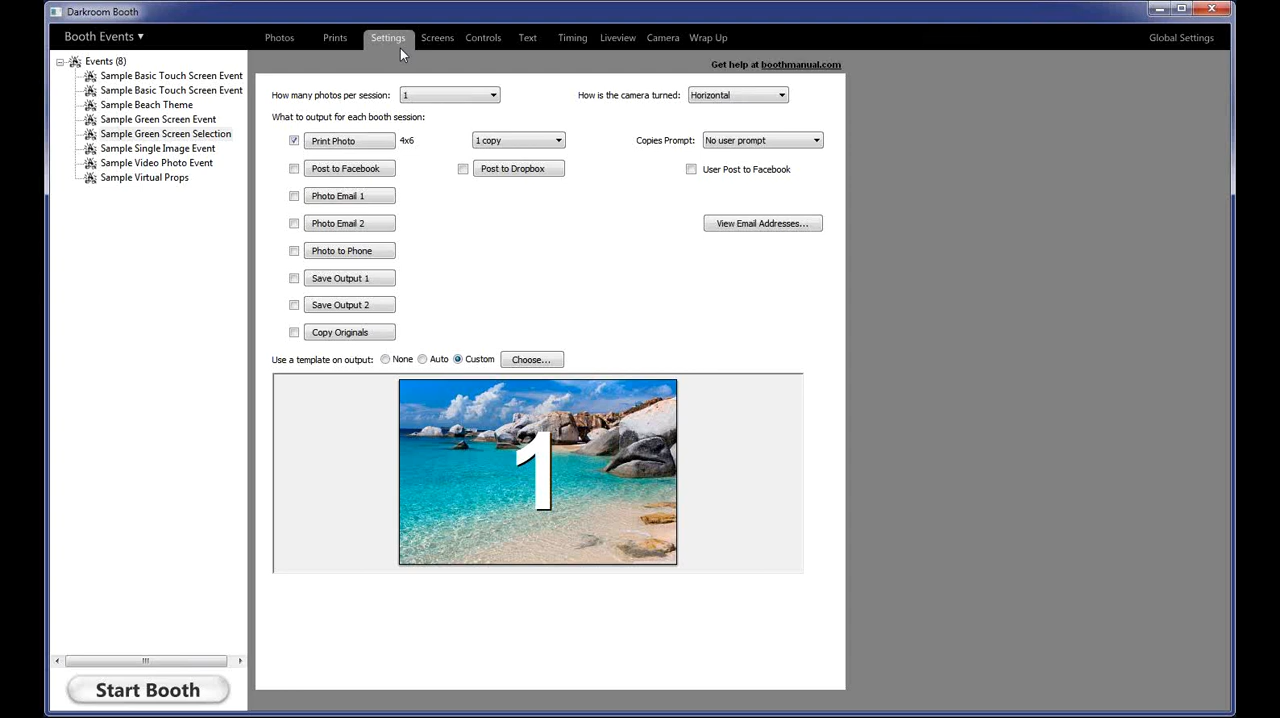 Darkroom Booth
Booth Events ▾ Photos Prints Settings Screens Controls Text Timing Liveview Camera Wrap Up Global Settings
Get help at boothmanual.com
Events (8)
Sample Basic Touch Screen Event
Sample Basic Touch Screen Event
Sample Beach Theme
Sample Green Screen Event
Sample Green Screen Selection
Sample Single Image Event
Sample Video Photo Event
Sample Virtual Props
How many photos per session: 1 How is the camera turned: Horizontal
What to output for each booth session:
Print Photo 4x6 1 copy Copies Prompt: No user prompt
Post to Facebook Post to Dropbox User Post to Facebook
Photo Email 1
Photo Email 2 View Email Addresses...
Photo to Phone
Save Output 1
Save Output 2
Copy Originals
Use a template on output: None Auto Custom Choose...
1
Start Booth